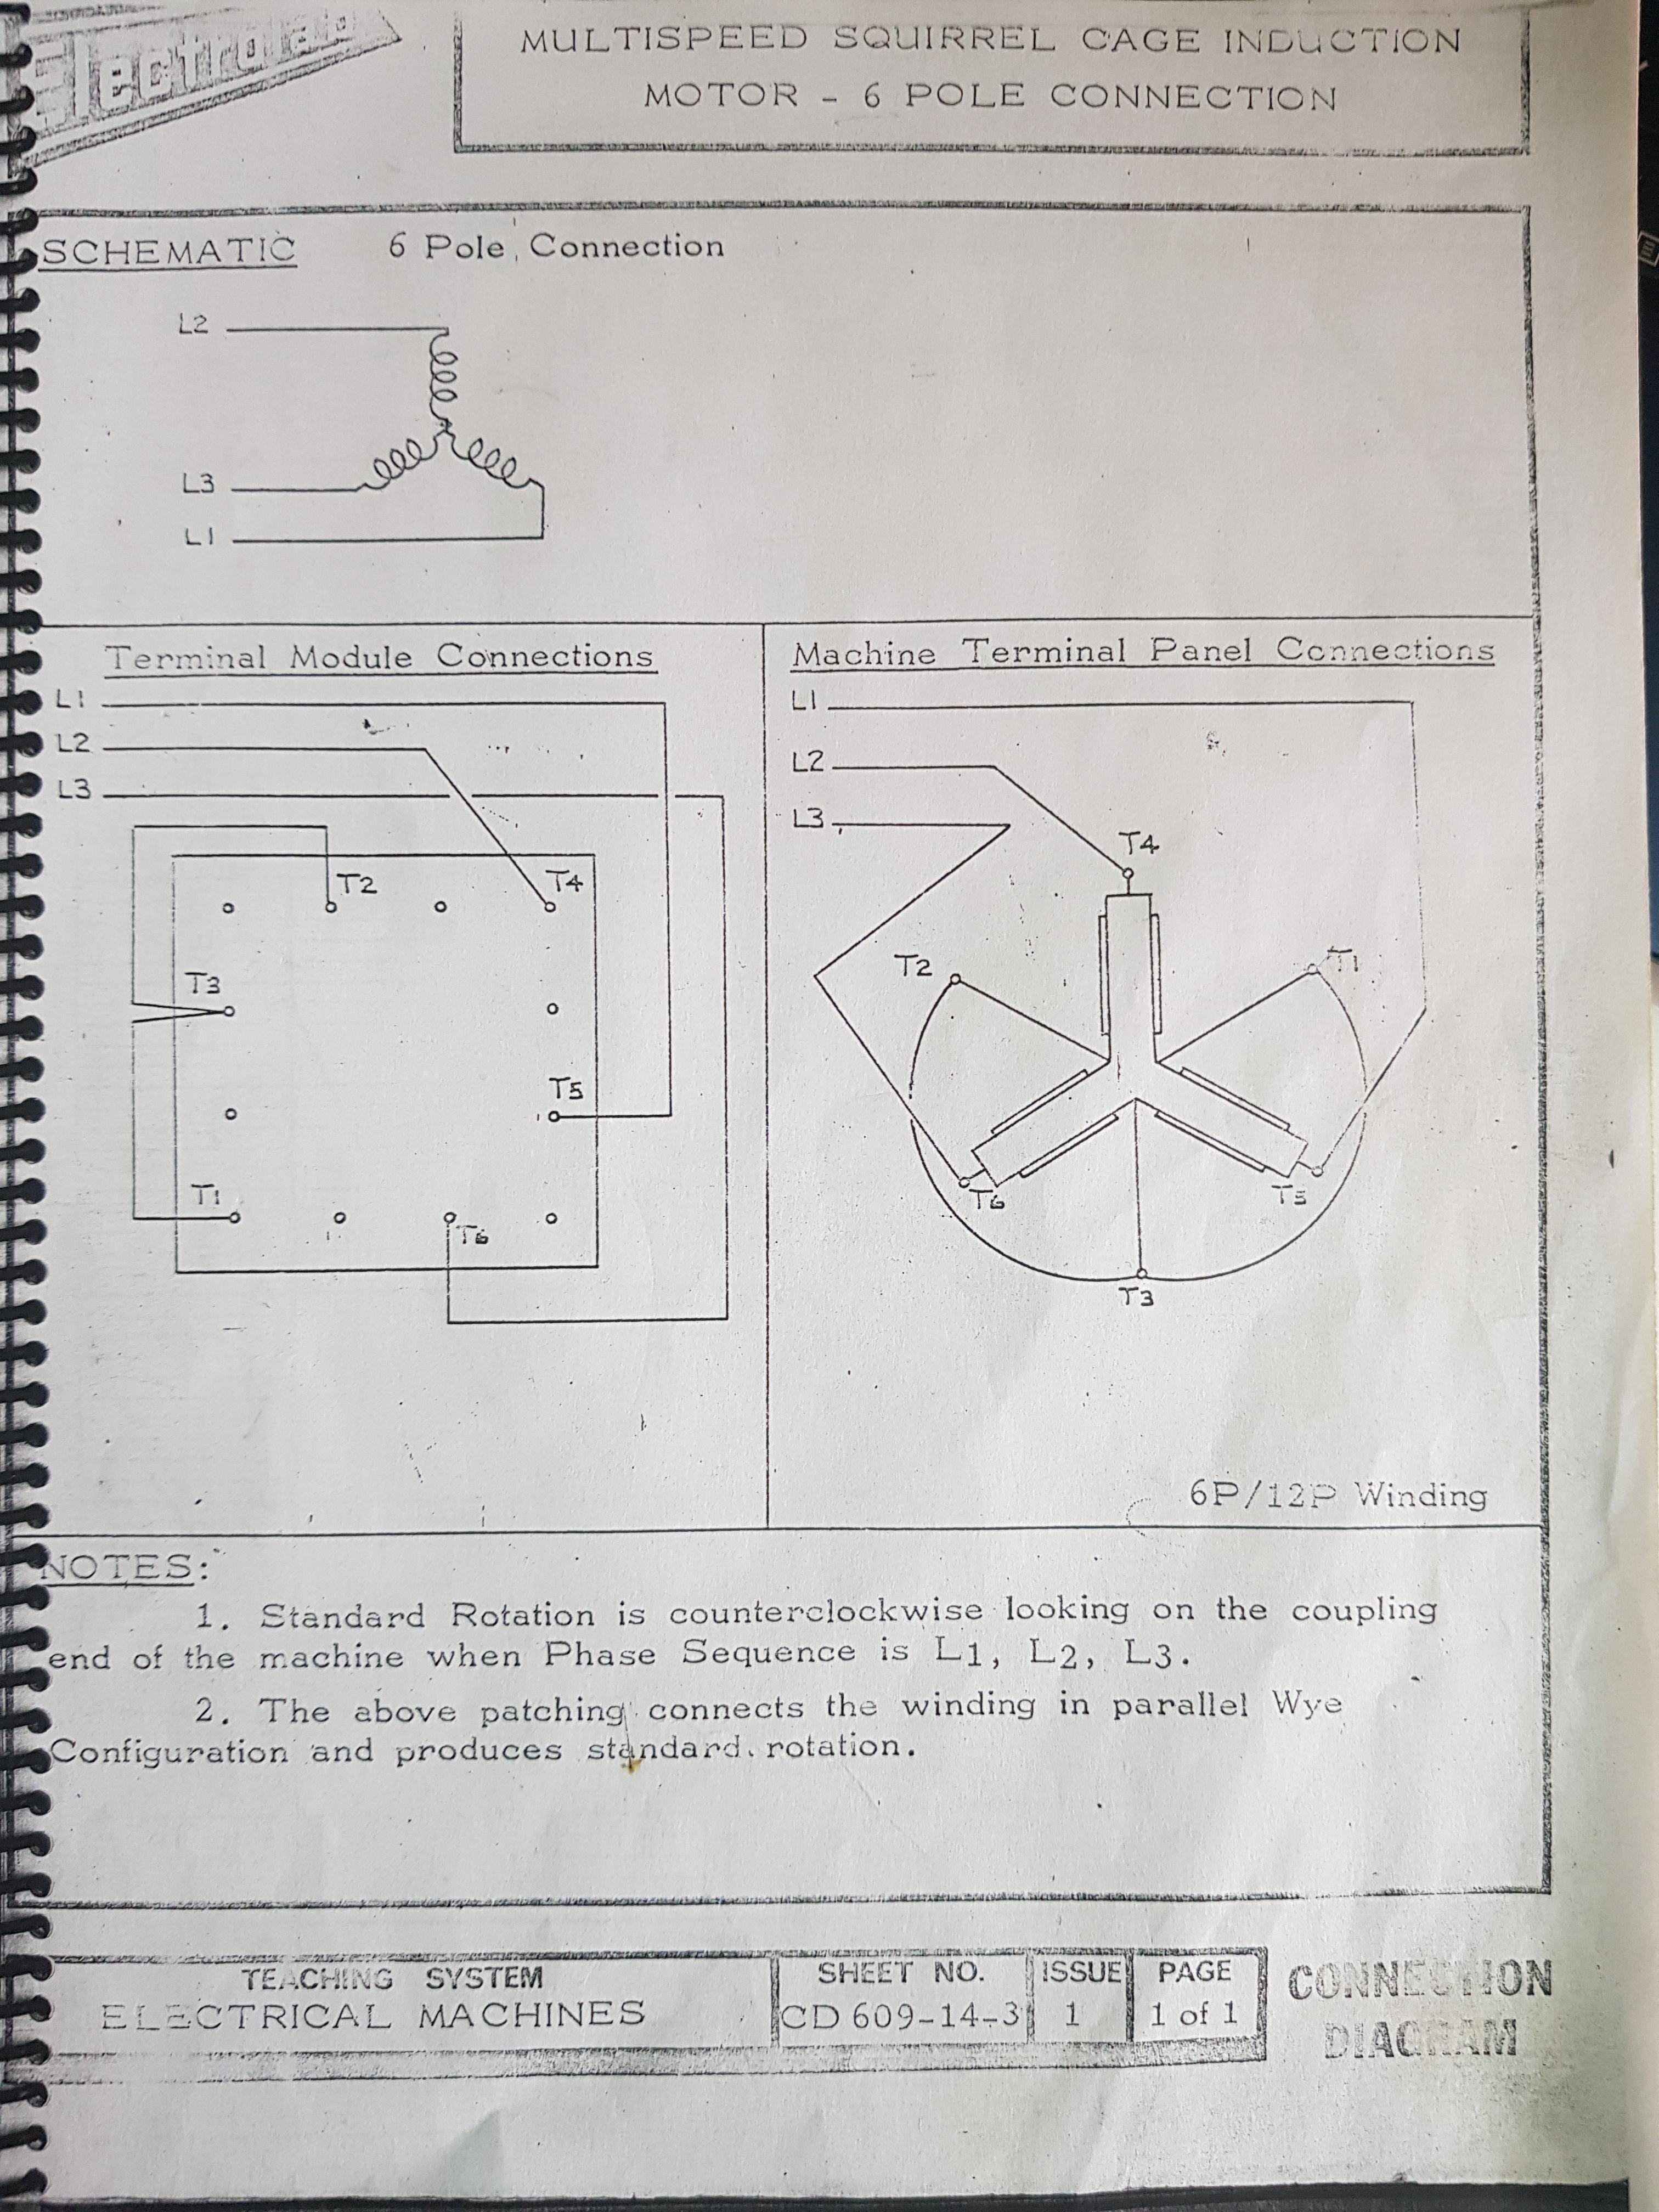 Electrolab
MULTISPEED SQUIRREL CAGE INDUCTION
MOTOR - 6 POLE CONNECTION
SCHEMATIC 6 Pole Connection
L2
L3
L1
Terminal Module Connections
L1
L2
L3
T2
T4
T3
T5
T1
T6
Machine Terminal Panel Connections
L1
L2
L3
T4
T2
T1
T6
T5
T3
6P/12P Winding
NOTES:
1. Standard Rotation is counterclockwise looking on the coupling
end of the machine when Phase Sequence is L1, L2, L3.
2. The above patching connects the winding in parallel Wye
Configuration and produces standard rotation.
TEACHING SYSTEM
ELECTRICAL MACHINES
SHEET NO.
CD 609-14-3
ISSUE
1
PAGE
1 of 1
CONNECTION
DIAGRAM